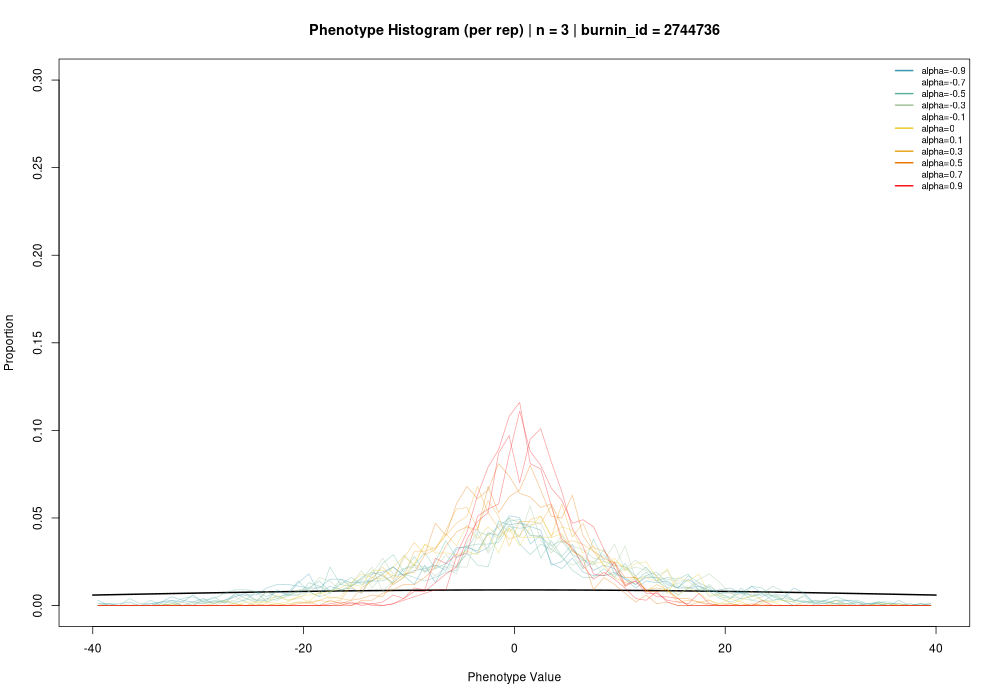 Phenotype Histogram (per rep) | n = 3 | burnin_id = 2744736
alpha=-0.9
alpha=-0.7
alpha=-0.5
alpha=-0.3
alpha=-0.1
alpha=0
alpha=0.1
alpha=0.3
alpha=0.5
alpha=0.7
alpha=0.9
Proportion
0.30
0.25
0.20
0.15
0.10
0.05
0.00
-40
-20
0
20
40
Phenotype Value